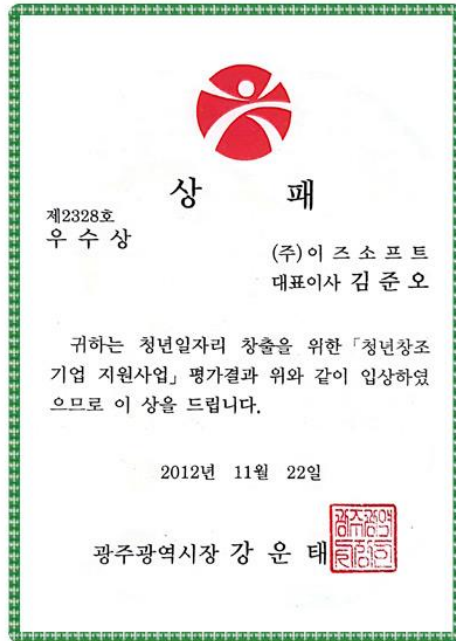 상 패
제2328호
우 수 상
(주) 이 즈 소 프 트
대표이사 김 준 오
귀하는 청년일자리 창출을 위한 「청년창조
기업 지원사업」 평가결과 위와 같이 입상하였
으므로 이 상을 드립니다.
2012년 11월 22일
광주광역시장 강 운 태